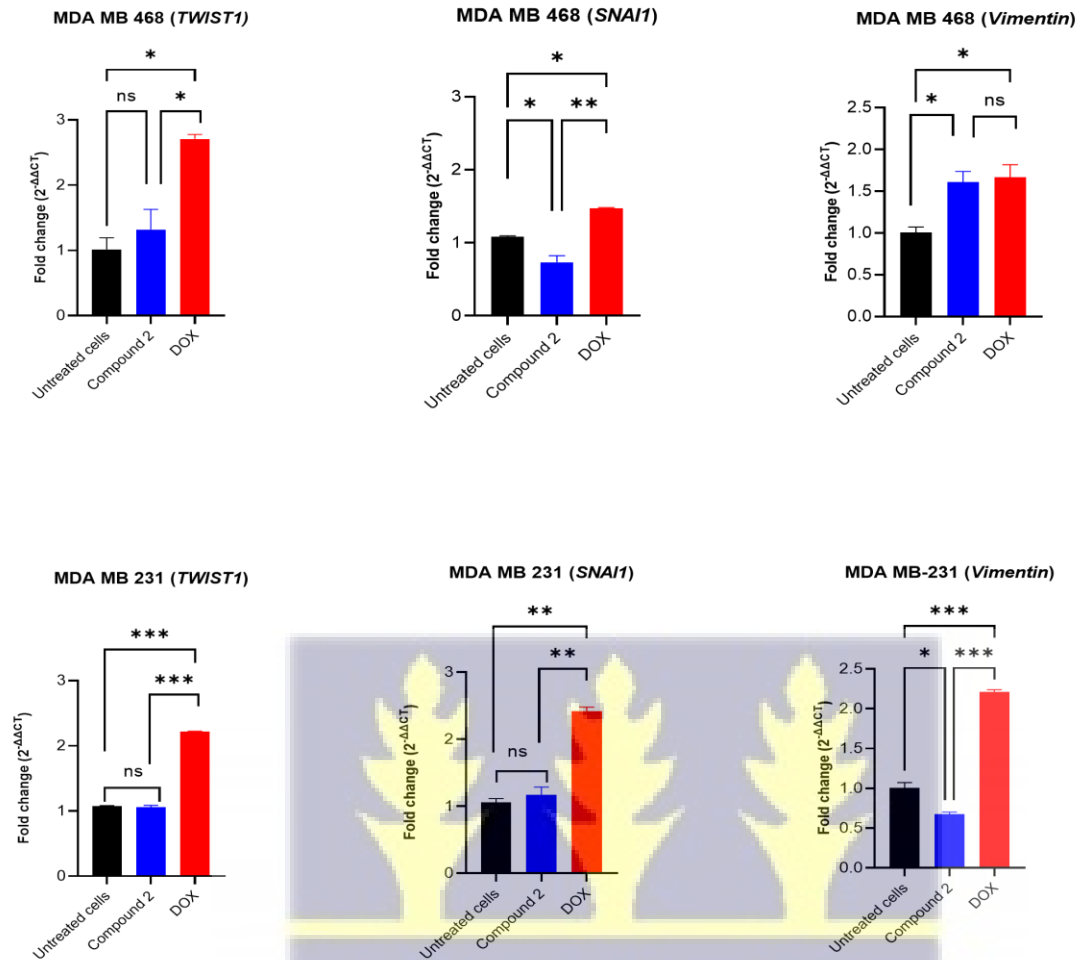 MDA MB 468 (TWIST1)
*
ns
*
Fold change (2^-ΔΔCT)
3
2
1
0
Untreated cells
Compound 2
DOX
MDA MB 468 (SNAI1)
*
*
**
Fold change (2^-ΔΔCT)
3
2
1
0
Untreated cells
Compound 2
DOX
MDA MB 468 (Vimentin)
*
*
ns
Fold change (2^-ΔΔCT)
2.5
2.0
1.5
1.0
0.5
0.0
Untreated cells
Compound 2
DOX
MDA MB 231 (TWIST1)
***
***
ns
Fold change (2^-ΔΔCT)
3
2
1
0
Untreated cells
Compound 2
DOX
MDA MB 231 (SNAI1)
**
**
ns
Fold change (2^-ΔΔCT)
3
2
1
0
Untreated cells
Compound 2
DOX
MDA MB-231 (Vimentin)
***
*
***
Fold change (2^-ΔΔCT)
2.5
2.0
1.5
1.0
0.5
0.0
Untreated cells
Compound 2
DOX